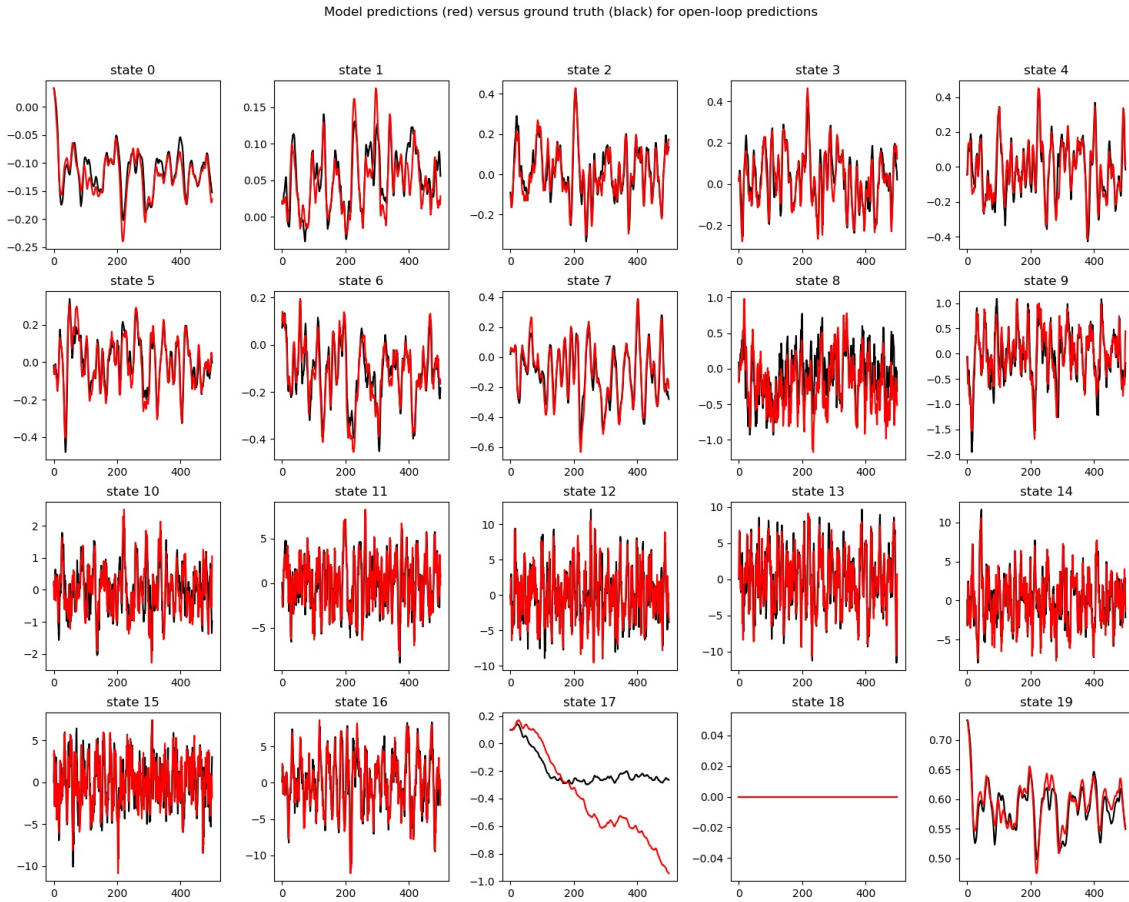 Model predictions (red) versus ground truth (black) for open-loop predictions
state 0 state 1 state 2 state 3 state 4
0.00 −0.05 −0.10 −0.15 −0.20 −0.25
0.15 0.10 0.05 0.00
0.4 0.2 0.0 −0.2
0.4 0.2 0.0 −0.2
0.4 0.2 0.0 −0.2 −0.4
0 200 400 0 200 400 0 200 400 0 200 400 0 200 400
state 5 state 6 state 7 state 8 state 9
0.2 0.0 −0.2 −0.4
0.2 0.0 −0.2 −0.4
0.4 0.2 0.0 −0.2 −0.4 −0.6
1.0 0.5 0.0 −0.5 −1.0
1.0 0.5 0.0 −0.5 −1.0 −1.5 −2.0
0 200 400 0 200 400 0 200 400 0 200 400 0 200 400
state 10 state 11 state 12 state 13 state 14
2 1 0 −1 −2
5 0 −5
10 5 0 −5 −10
10 5 0 −5 −10
10 5 0 −5
0 200 400 0 200 400 0 200 400 0 200 400 0 200 400
state 15 state 16 state 17 state 18 state 19
5 0 −5 −10
5 0 −5 −10
0.2 0.0 −0.2 −0.4 −0.6 −0.8 −1.0
0.04 0.02 0.00 −0.02 −0.04
0.70 0.65 0.60 0.55 0.50
0 200 400 0 200 400 0 200 400 0 200 400 0 200 400